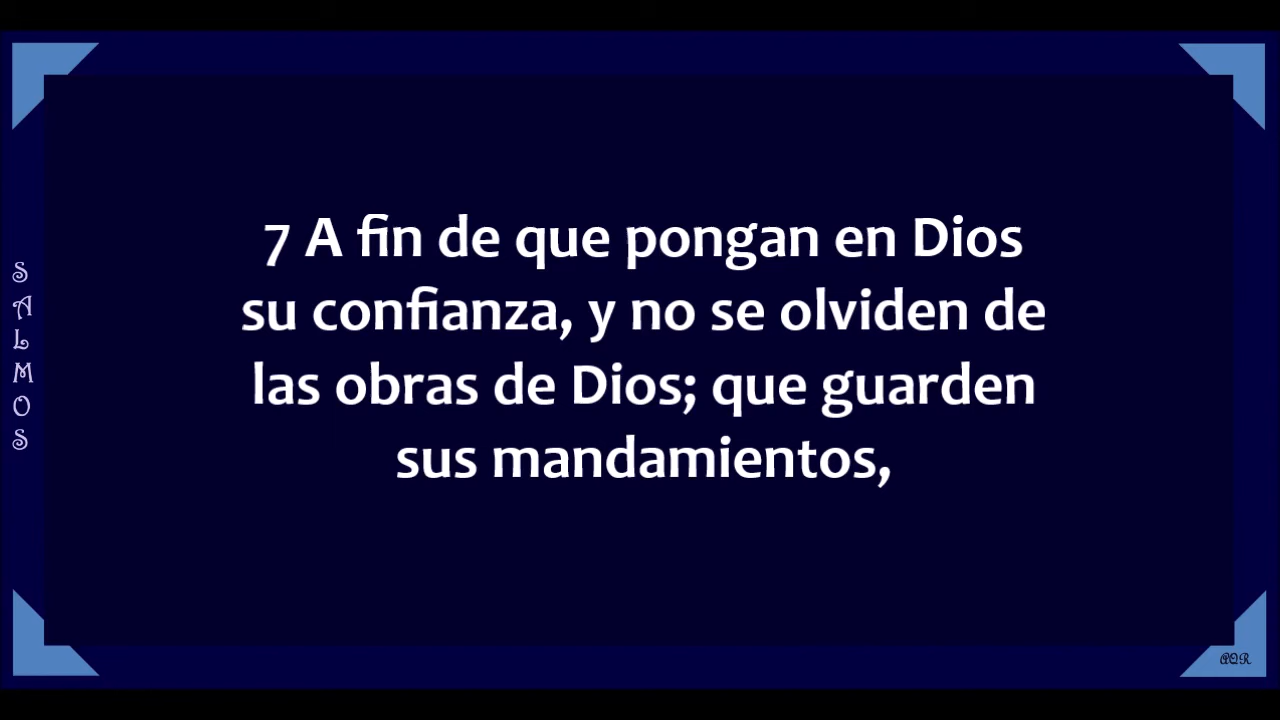 7 A fin de que pongan en Dios
su confianza, y no se olviden de
las obras de Dios; que guarden
sus mandamientos,
SALMOS